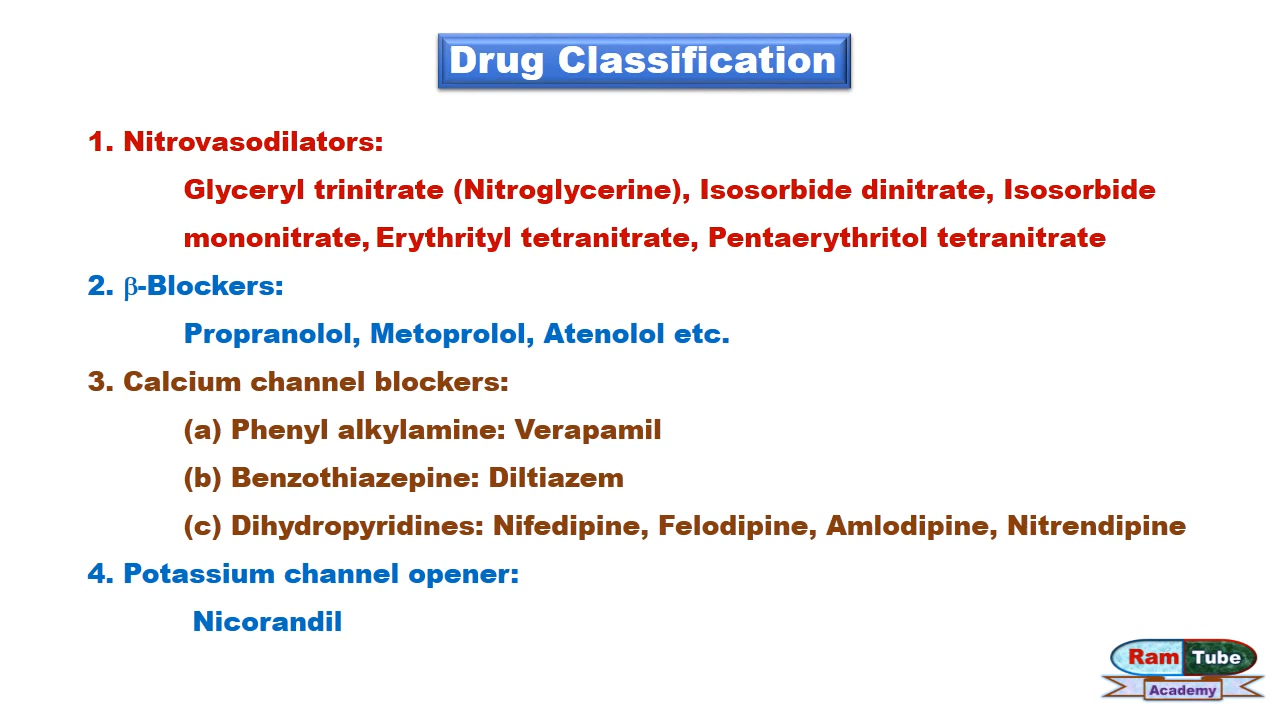 Drug Classification
1. Nitrovasodilators:
Glyceryl trinitrate (Nitroglycerine), Isosorbide dinitrate, Isosorbide
mononitrate, Erythrityl tetranitrate, Pentaerythritol tetranitrate
2. β-Blockers:
Propranolol, Metoprolol, Atenolol etc.
3. Calcium channel blockers:
(a) Phenyl alkylamine: Verapamil
(b) Benzothiazepine: Diltiazem
(c) Dihydropyridines: Nifedipine, Felodipine, Amlodipine, Nitrendipine
4. Potassium channel opener:
Nicorandil
Ram Tube
Academy